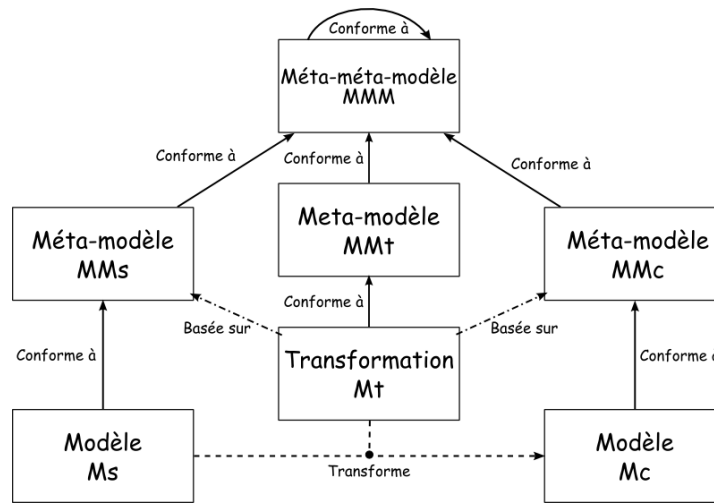 Conforme à
Méta-méta-modèle
MMM
Conforme à
Conforme à
Conforme à
Méta-modèle
MMs
Meta-modèle
MMt
Méta-modèle
MMc
Conforme à
Basée sur
Basée sur
Transformation
Mt
Conforme à
Conforme à
Modèle
Ms
Transforme
Modèle
Mc